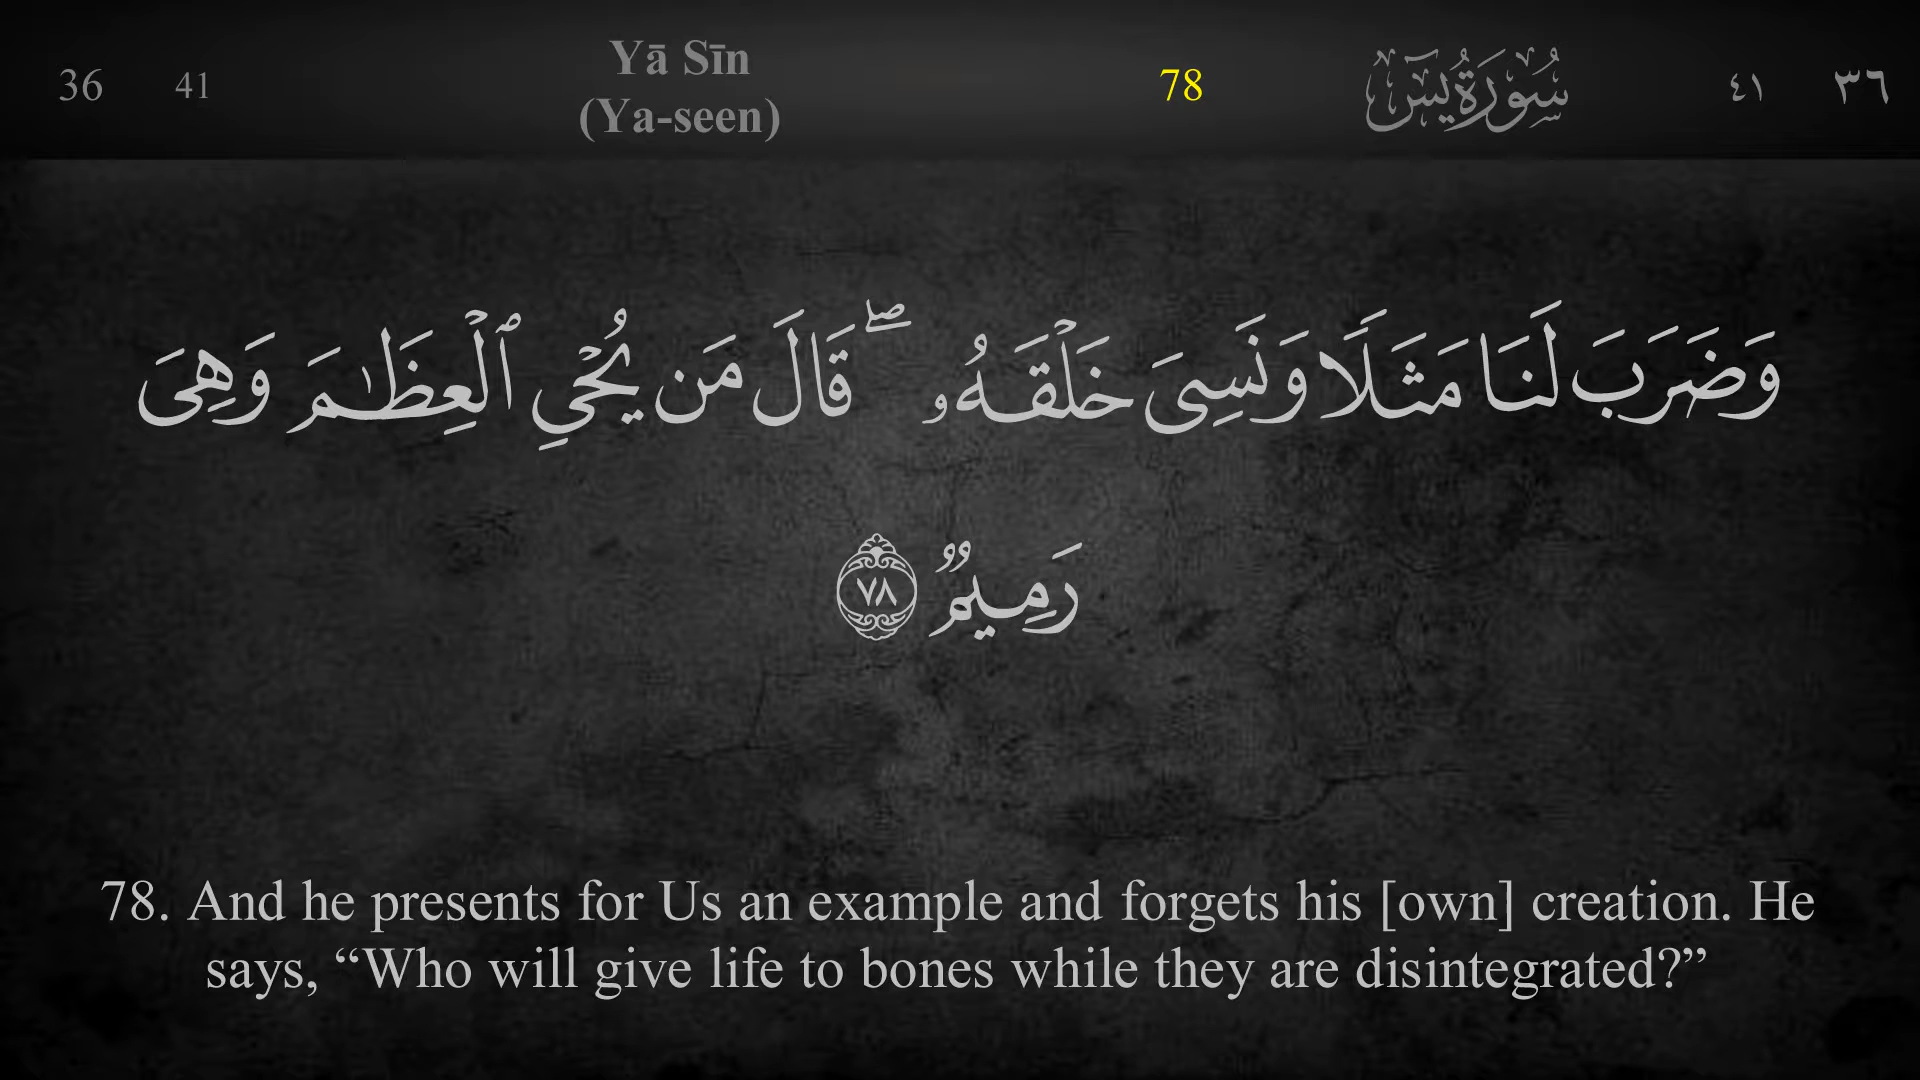 36 41 Yā Sīn 78 سُورَةُ يسٓ ٤١ ٣٦
(Ya-seen)
وَضَرَبَ لَنَا مَثَلًا وَنَسِىَ خَلْقَهُۥ ۖ قَالَ مَن يُحْىِ ٱلْعِظَٰمَ وَهِىَ
رَمِيمٌ ٧٨
78. And he presents for Us an example and forgets his [own] creation. He
says, “Who will give life to bones while they are disintegrated?”